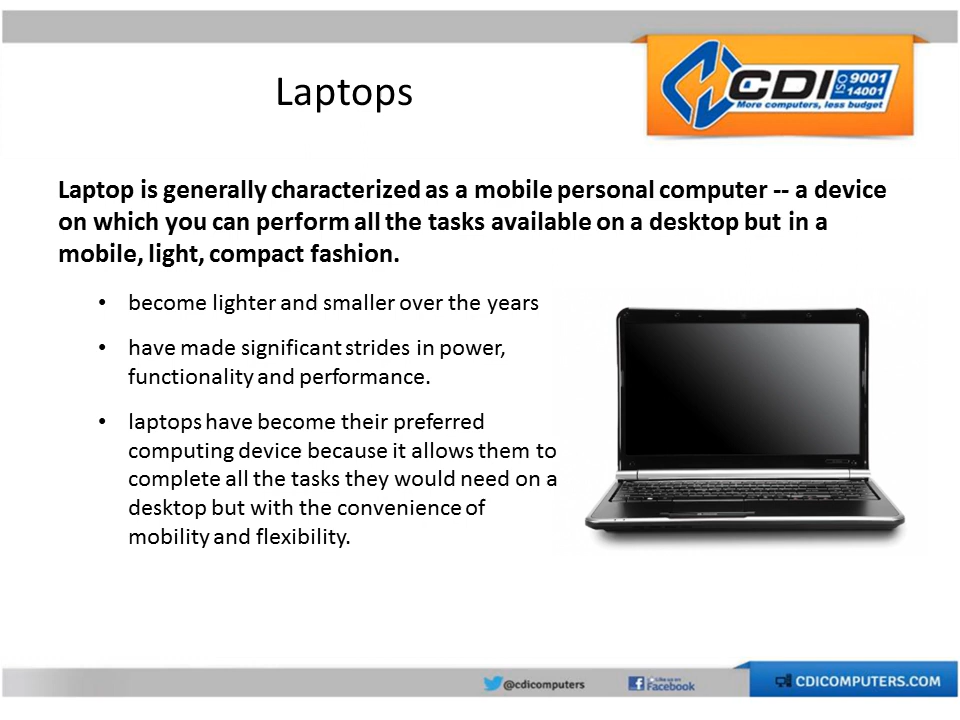 Laptops
CDI ISO 9001 14001
More computers, less budget
Laptop is generally characterized as a mobile personal computer -- a device
on which you can perform all the tasks available on a desktop but in a
mobile, light, compact fashion.
• become lighter and smaller over the years
• have made significant strides in power,
functionality and performance.
• laptops have become their preferred
computing device because it allows them to
complete all the tasks they would need on a
desktop but with the convenience of
mobility and flexibility.
@cdicomputers
Like us on
Facebook
CDICOMPUTERS.COM